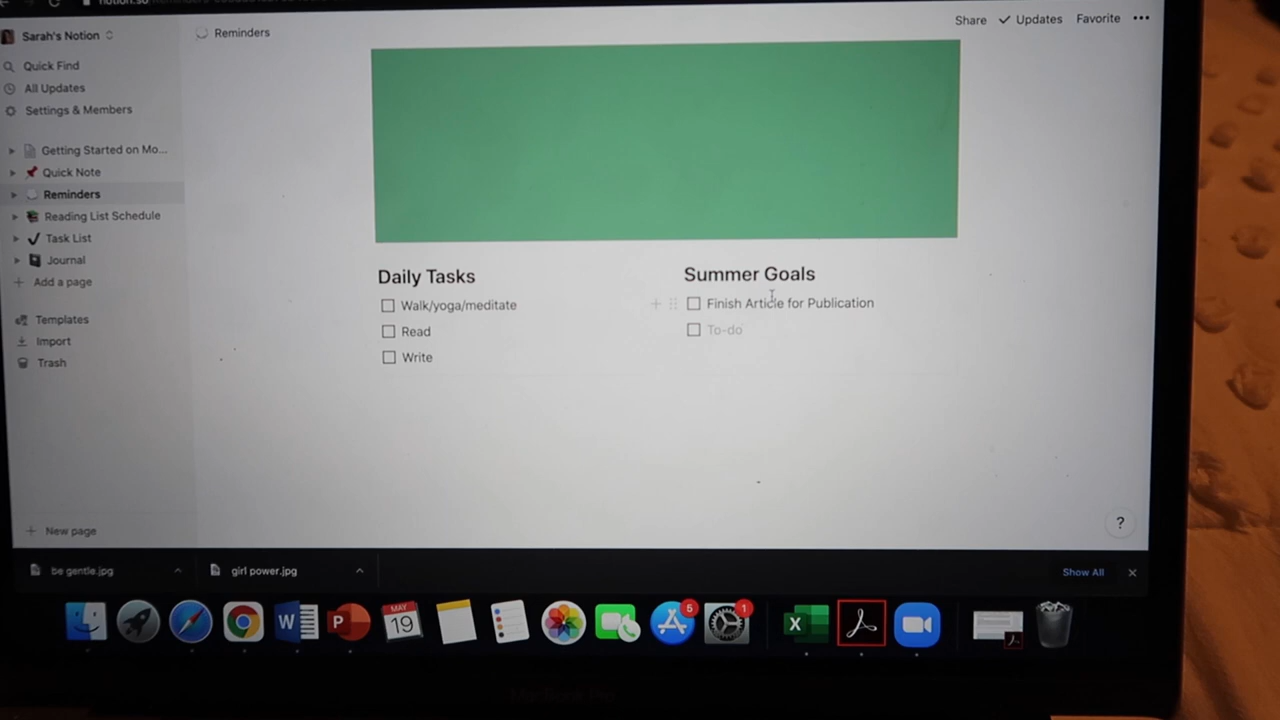 Sarah's Notion
Quick Find
All Updates
Settings & Members
Getting Started on Mo...
Quick Note
Reminders
Reading List Schedule
Task List
Journal
+ Add a page
Templates
Import
Trash
+ New page
Reminders
Share Updates Favorite
Daily Tasks
Walk/yoga/meditate
Read
Write
Summer Goals
Finish Article for Publication
To-do
?
be gentle.jpg
girl power.jpg
Show All
W
P
MAY
19
5
1
X